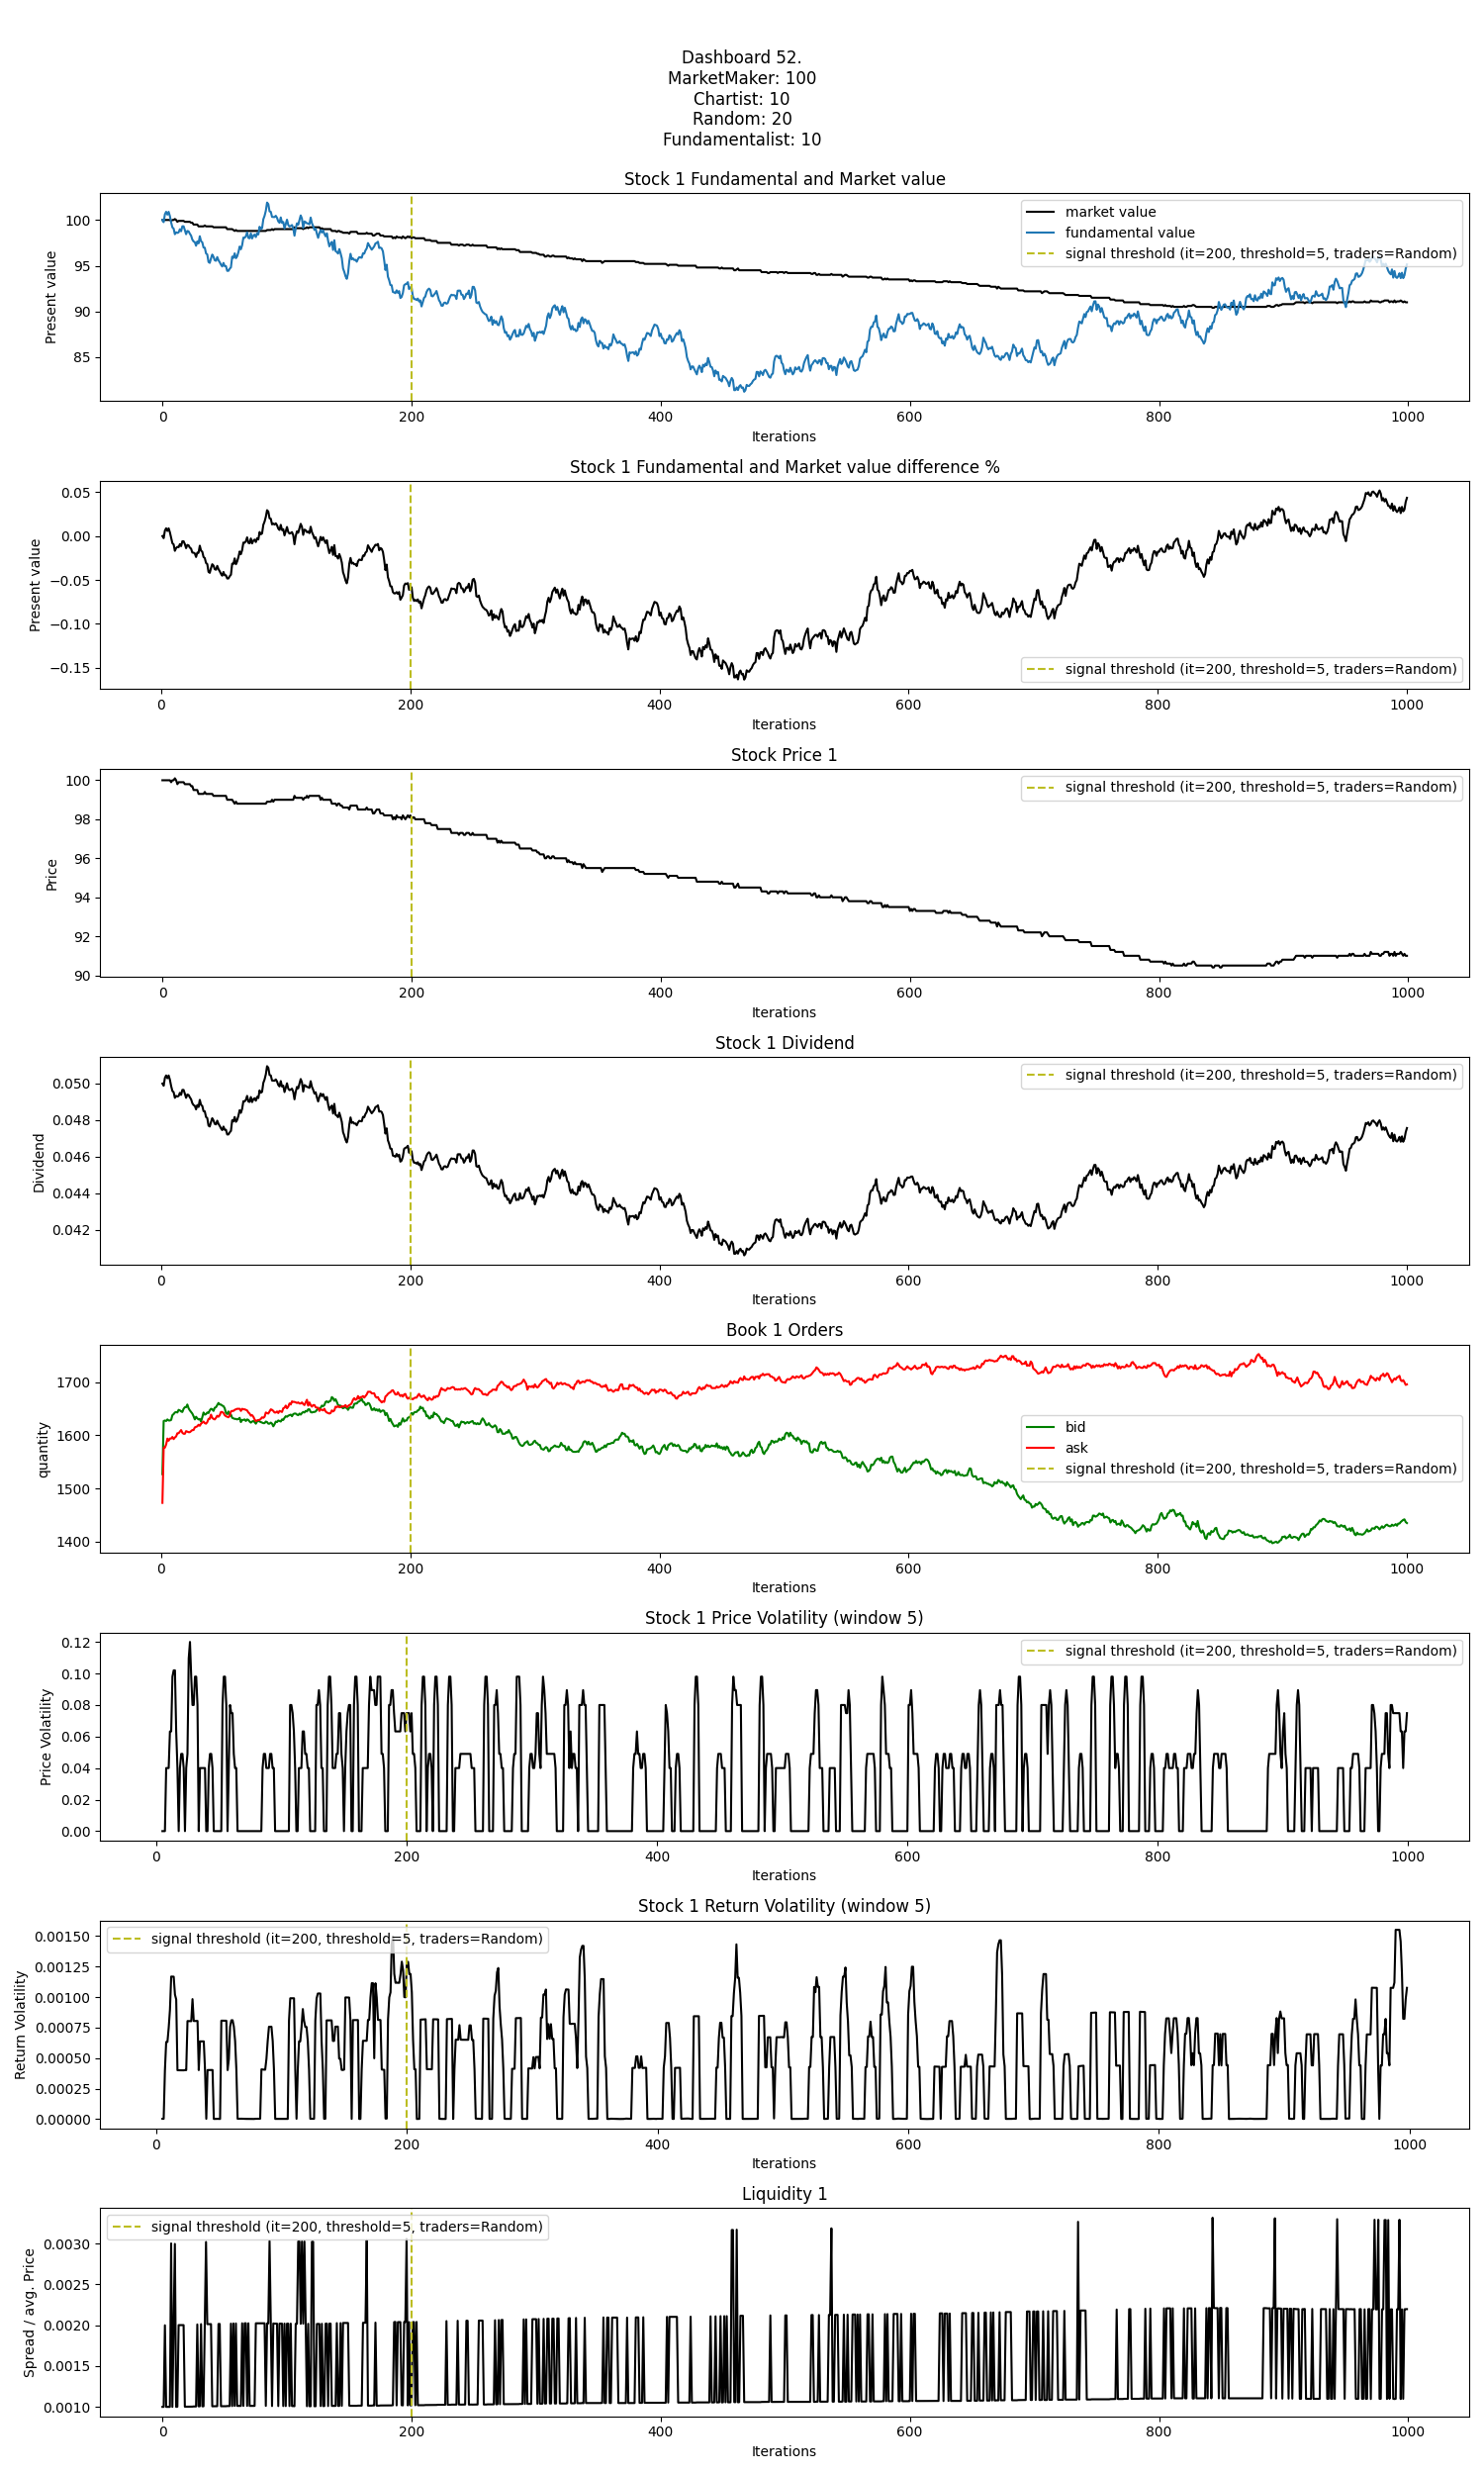 Dashboard 52.
MarketMaker: 100
Chartist: 10
Random: 20
Fundamentalist: 10
Stock 1 Fundamental and Market value
Present value
100
95
90
85
market value
fundamental value
signal threshold (it=200, threshold=5, traders=Random)
0 200 400 600 800 1000
Iterations
Stock 1 Fundamental and Market value difference %
Present value
0.05
0.00
−0.05
−0.10
−0.15
signal threshold (it=200, threshold=5, traders=Random)
0 200 400 600 800 1000
Iterations
Stock Price 1
Price
100
98
96
94
92
90
signal threshold (it=200, threshold=5, traders=Random)
0 200 400 600 800 1000
Iterations
Stock 1 Dividend
Dividend
0.050
0.048
0.046
0.044
0.042
signal threshold (it=200, threshold=5, traders=Random)
0 200 400 600 800 1000
Iterations
Book 1 Orders
quantity
1700
1600
1500
1400
bid
ask
signal threshold (it=200, threshold=5, traders=Random)
0 200 400 600 800 1000
Iterations
Stock 1 Price Volatility (window 5)
Price Volatility
0.12
0.10
0.08
0.06
0.04
0.02
0.00
signal threshold (it=200, threshold=5, traders=Random)
0 200 400 600 800 1000
Iterations
Stock 1 Return Volatility (window 5)
Return Volatility
0.00150
0.00125
0.00100
0.00075
0.00050
0.00025
0.00000
signal threshold (it=200, threshold=5, traders=Random)
0 200 400 600 800 1000
Iterations
Liquidity 1
Spread / avg. Price
0.0030
0.0025
0.0020
0.0015
0.0010
signal threshold (it=200, threshold=5, traders=Random)
0 200 400 600 800 1000
Iterations